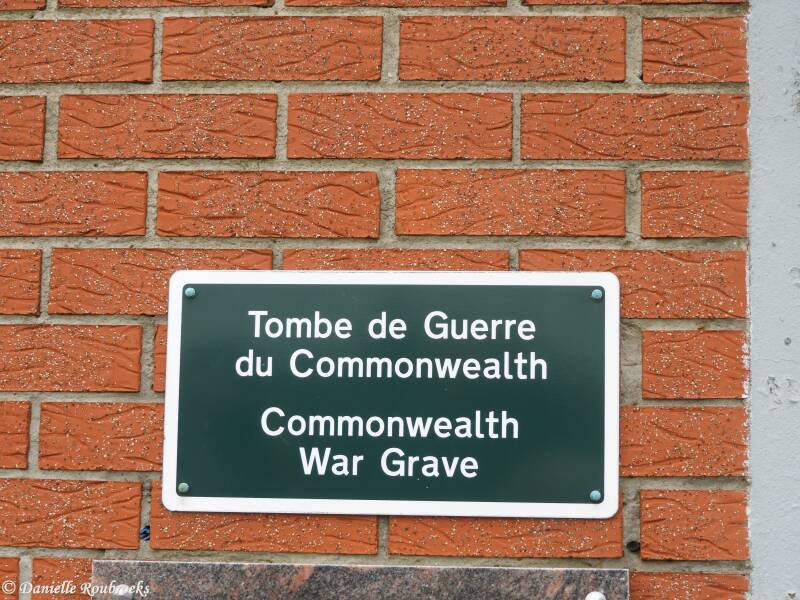 Tombe de Guerre
du Commonwealth
Commonwealth
War Grave
© Danielle Roubroeks